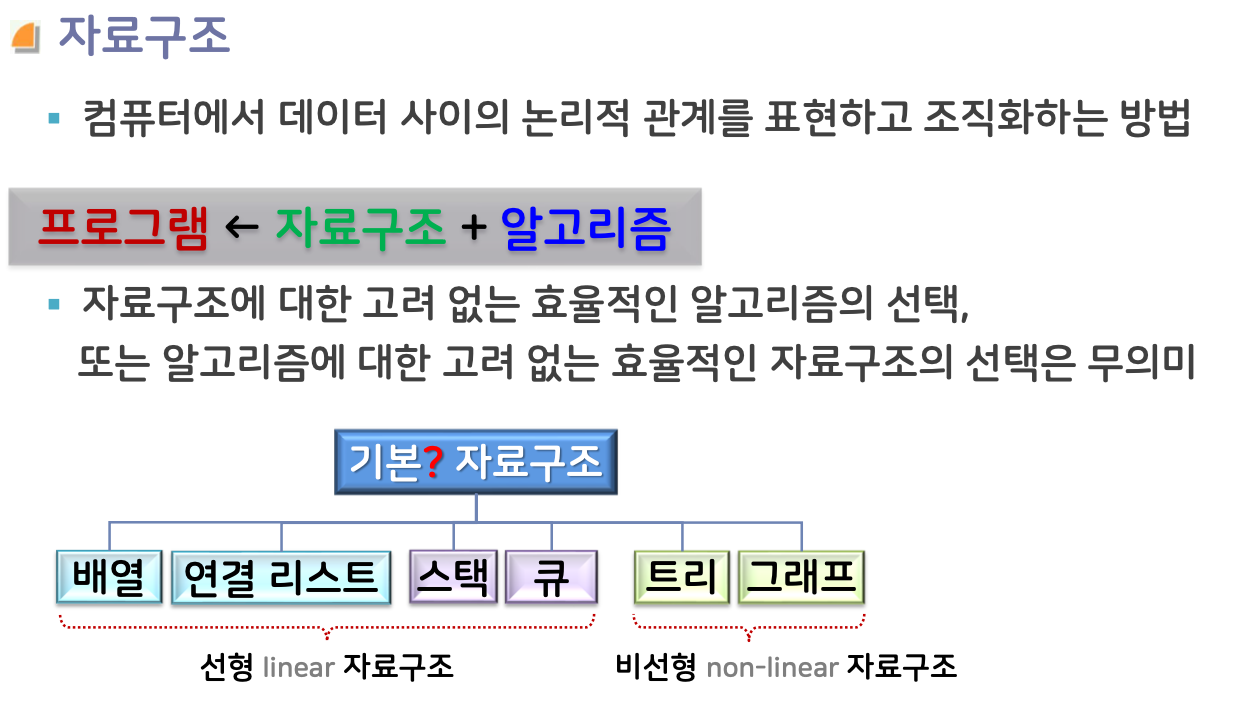 자료구조
▪ 컴퓨터에서 데이터 사이의 논리적 관계를 표현하고 조직화하는 방법
프로그램 ← 자료구조 + 알고리즘
▪ 자료구조에 대한 고려 없는 효율적인 알고리즘의 선택,
또는 알고리즘에 대한 고려 없는 효율적인 자료구조의 선택은 무의미
기본? 자료구조
배열 연결 리스트 스택 큐 트리 그래프
선형 linear 자료구조 비선형 non-linear 자료구조